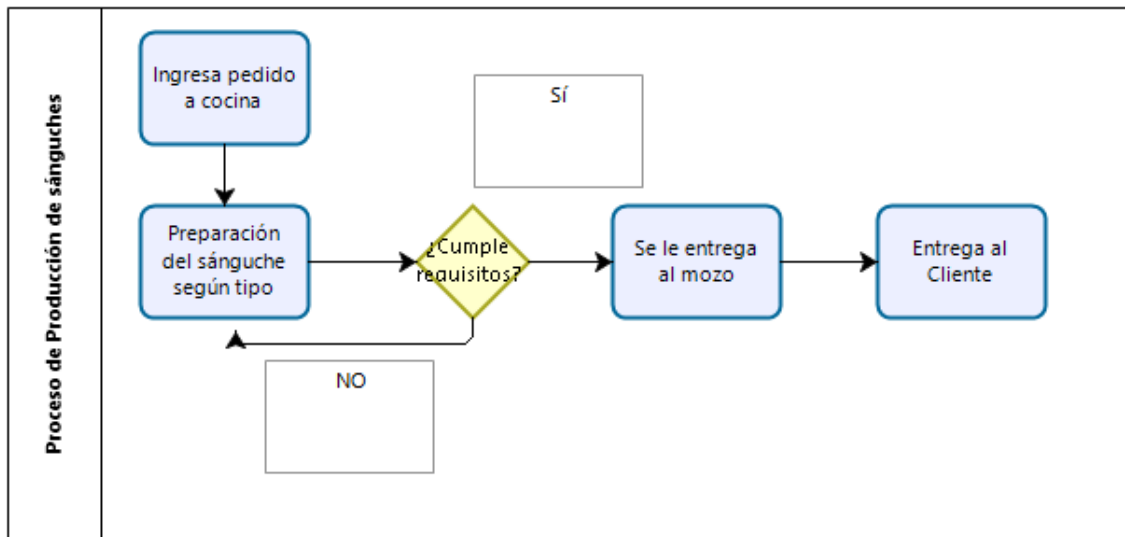 Proceso de Producción de sánguches
Ingresa pedido
a cocina
Sí
Preparación
del sánguche
según tipo
¿Cumple
requisitos?
Se le entrega
al mozo
Entrega al
Cliente
NO